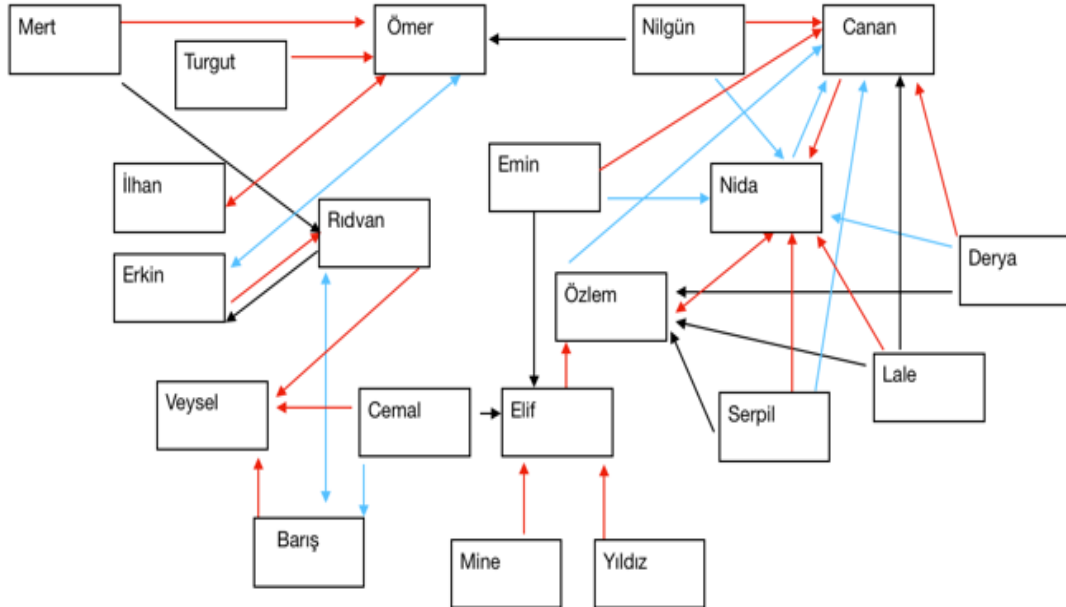 Mert
Ömer
Nilgün
Canan
Turgut
Emin
Nida
İlhan
Rıdvan
Derya
Erkin
Özlem
Lale
Veysel
Cemal
Elif
Serpil
Barış
Mine
Yıldız